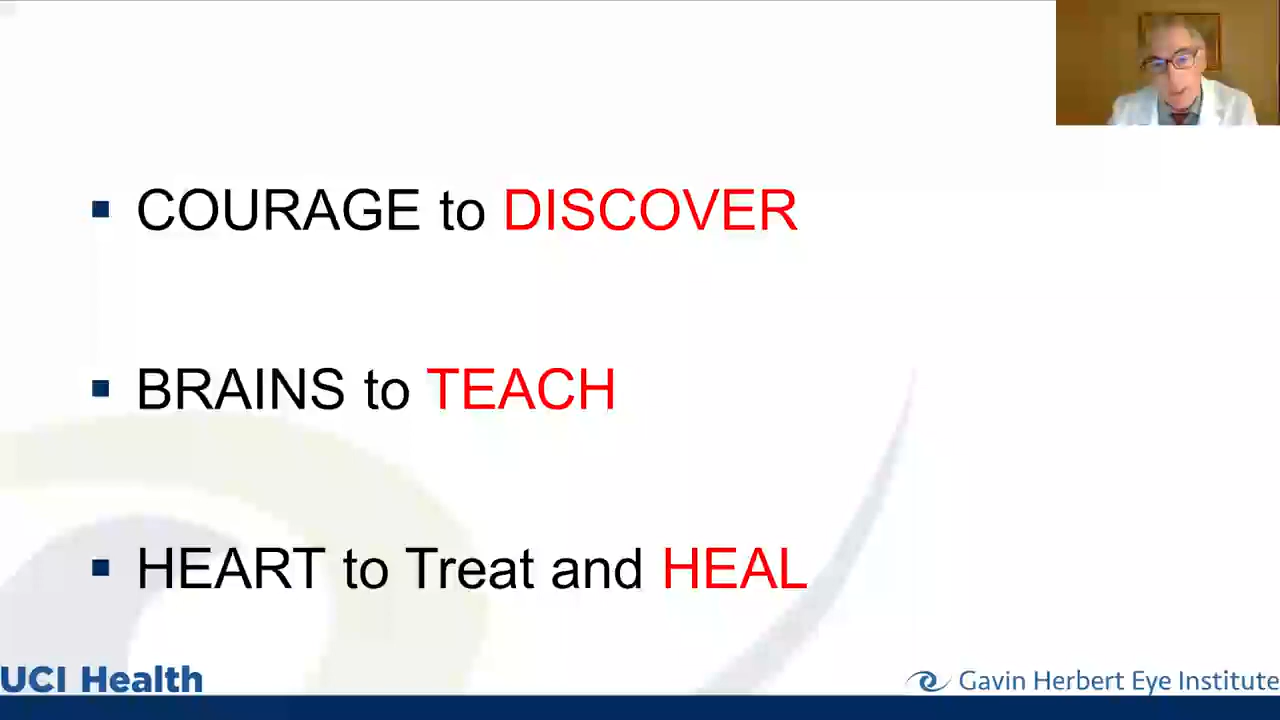 COURAGE to DISCOVER
BRAINS to TEACH
HEART to Treat and HEAL
UCI Health
Gavin Herbert Eye Institute